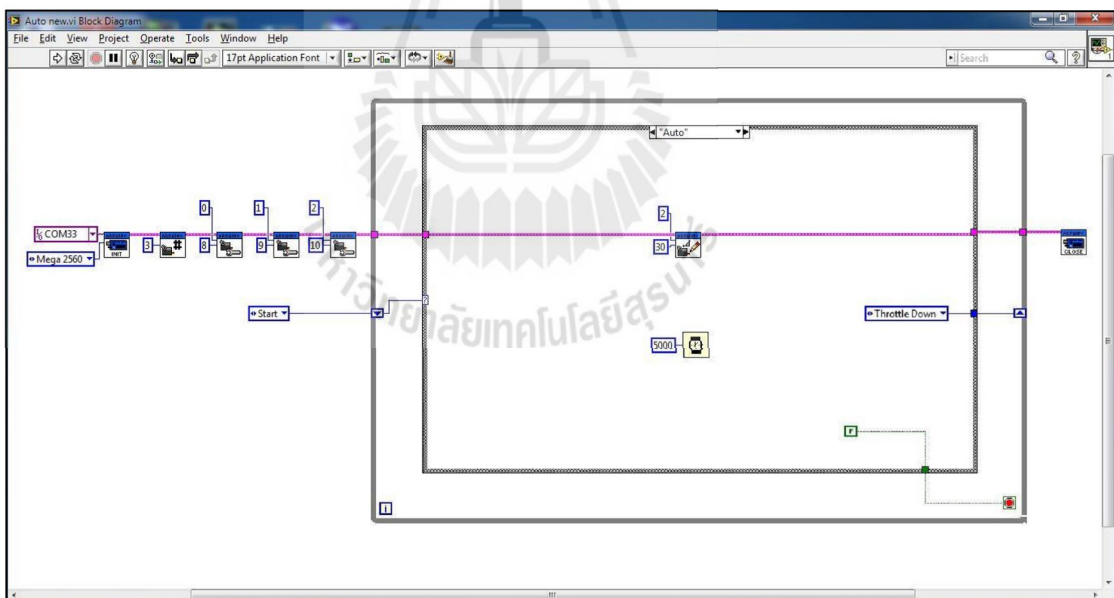 Auto new.vi Block Diagram
File Edit View Project Operate Tools Window Help
17pt Application Font
Search
"Auto"
0 1 2 2
COM33 INIT 3 8 9 10 30 CLOSE
Mega 2560
Start
Throttle Down
5000
F
i
มหาวิทยาลัยเทคโนโลยีสุรนารี